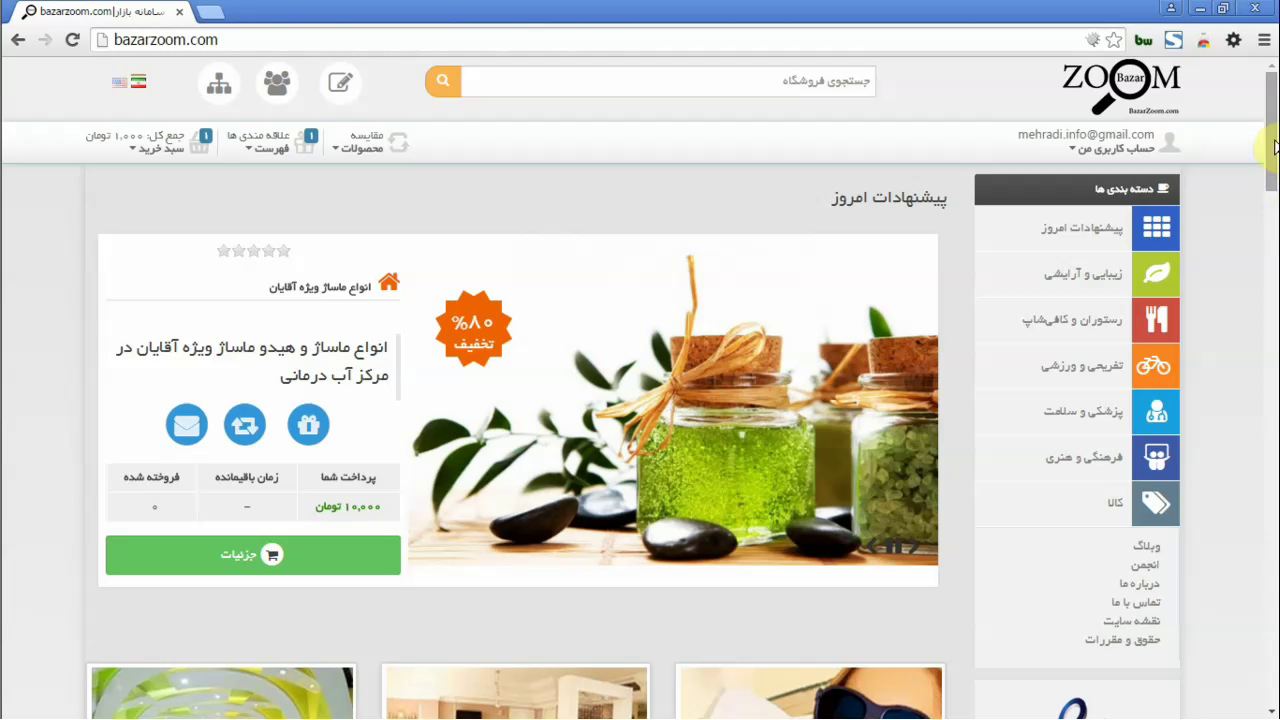 bazarzoom.com|سامانه بازار
bazarzoom.com
جستجوی فروشگاه
ZOOM
Bazar
BazarZoom.com
mehradi.info@gmail.com
حساب کاربری من
مقایسه
محصولات
علاقه مندی ها
فهرست
۱
جمع کل: ۱,۰۰۰ تومان
سبد خرید
۱
دسته بندی ها
پیشنهادات امروز
زیبایی و آرایشی
رستوران و کافی‌شاپ
تفریحی و ورزشی
پزشکی و سلامت
فرهنگی و هنری
کالا
وبلاگ
انجمن
درباره ما
تماس با ما
نقشه سایت
حقوق و مقررات
پیشنهادات امروز
%۸۰
تخفیف
انواع ماساژ ویژه آقایان
انواع ماساژ و هیدو ماساژ ویژه آقایان در
مرکز آب درمانی
پرداخت شما زمان باقیمانده فروخته شده
۱۰,۰۰۰ تومان – ۰
جزئیات